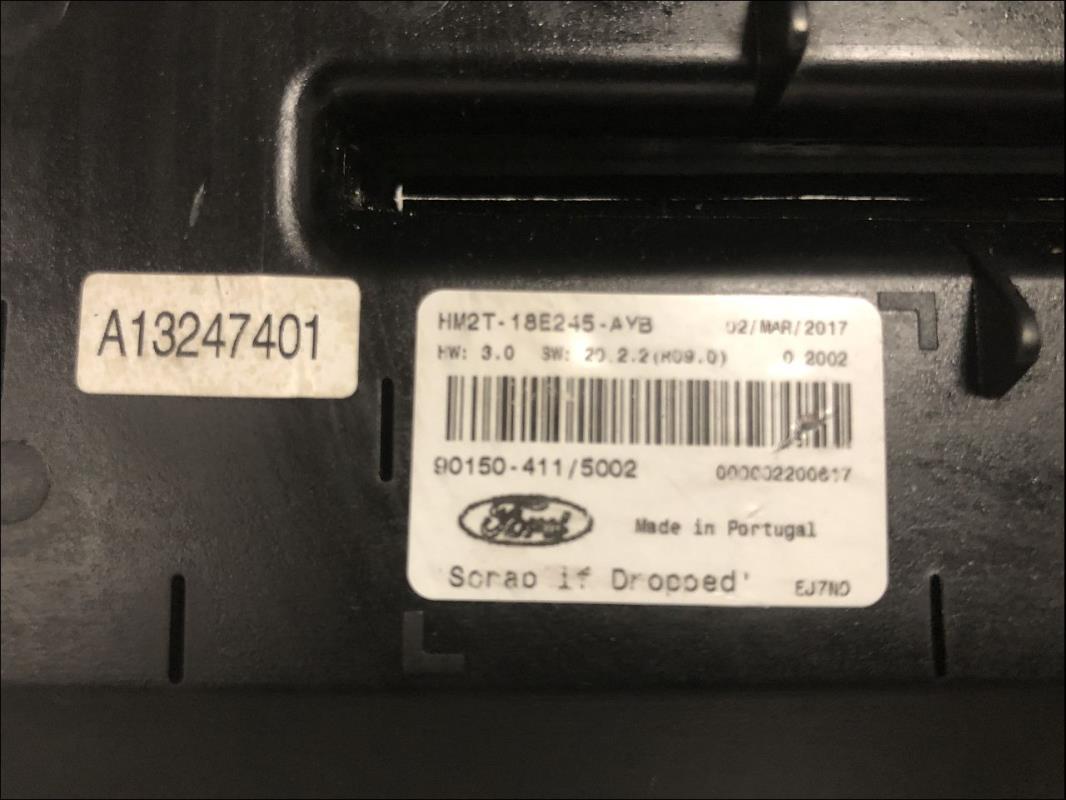 A13247401
HM2T-18E245-AYB 02/MAR/2017
HW: 3.0 SW: 20.2.2(R09.0) 0 2002
90150-411/5002 000002200617
Ford Made in Portugal
'Scrap if Dropped' EJ7ND